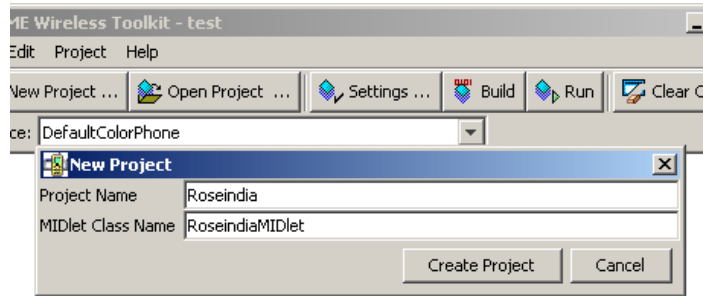 ME Wireless Toolkit - test
Edit Project Help
New Project ... Open Project ... Settings ... Build Run Clear C
ce: DefaultColorPhone
New Project
Project Name Roseindia
MIDlet Class Name RoseindiaMIDlet
Create Project Cancel